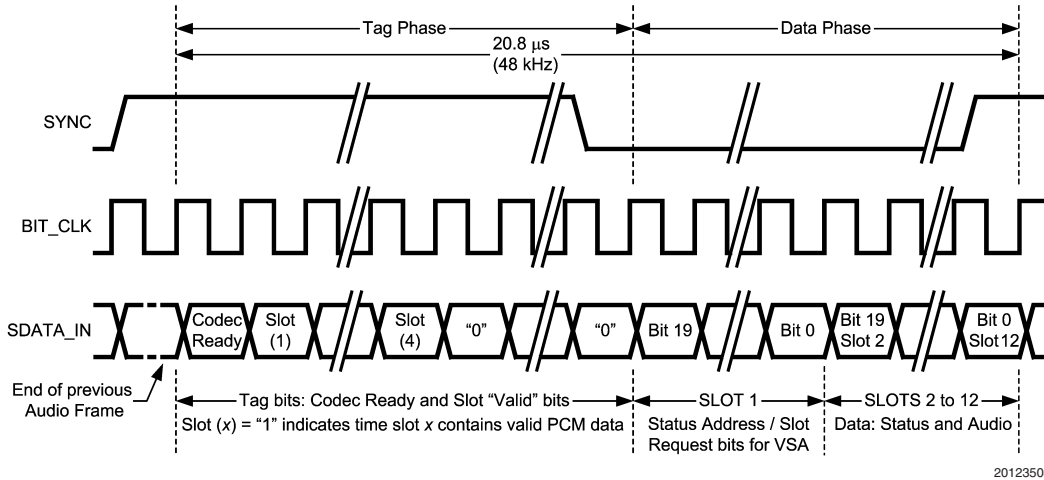 Tag Phase
Data Phase
20.8 μs
(48 kHz)
SYNC
BIT_CLK
SDATA_IN
Codec
Ready
Slot
(1)
Slot
(4)
“0”
“0”
Bit 19
Bit 0
Bit 19
Slot 2
Bit 0
Slot12
End of previous
Audio Frame
Tag bits: Codec Ready and Slot “Valid” bits
Slot (x) = “1” indicates time slot x contains valid PCM data
SLOT 1
Status Address / Slot
Request bits for VSA
SLOTS 2 to 12
Data: Status and Audio
2012350